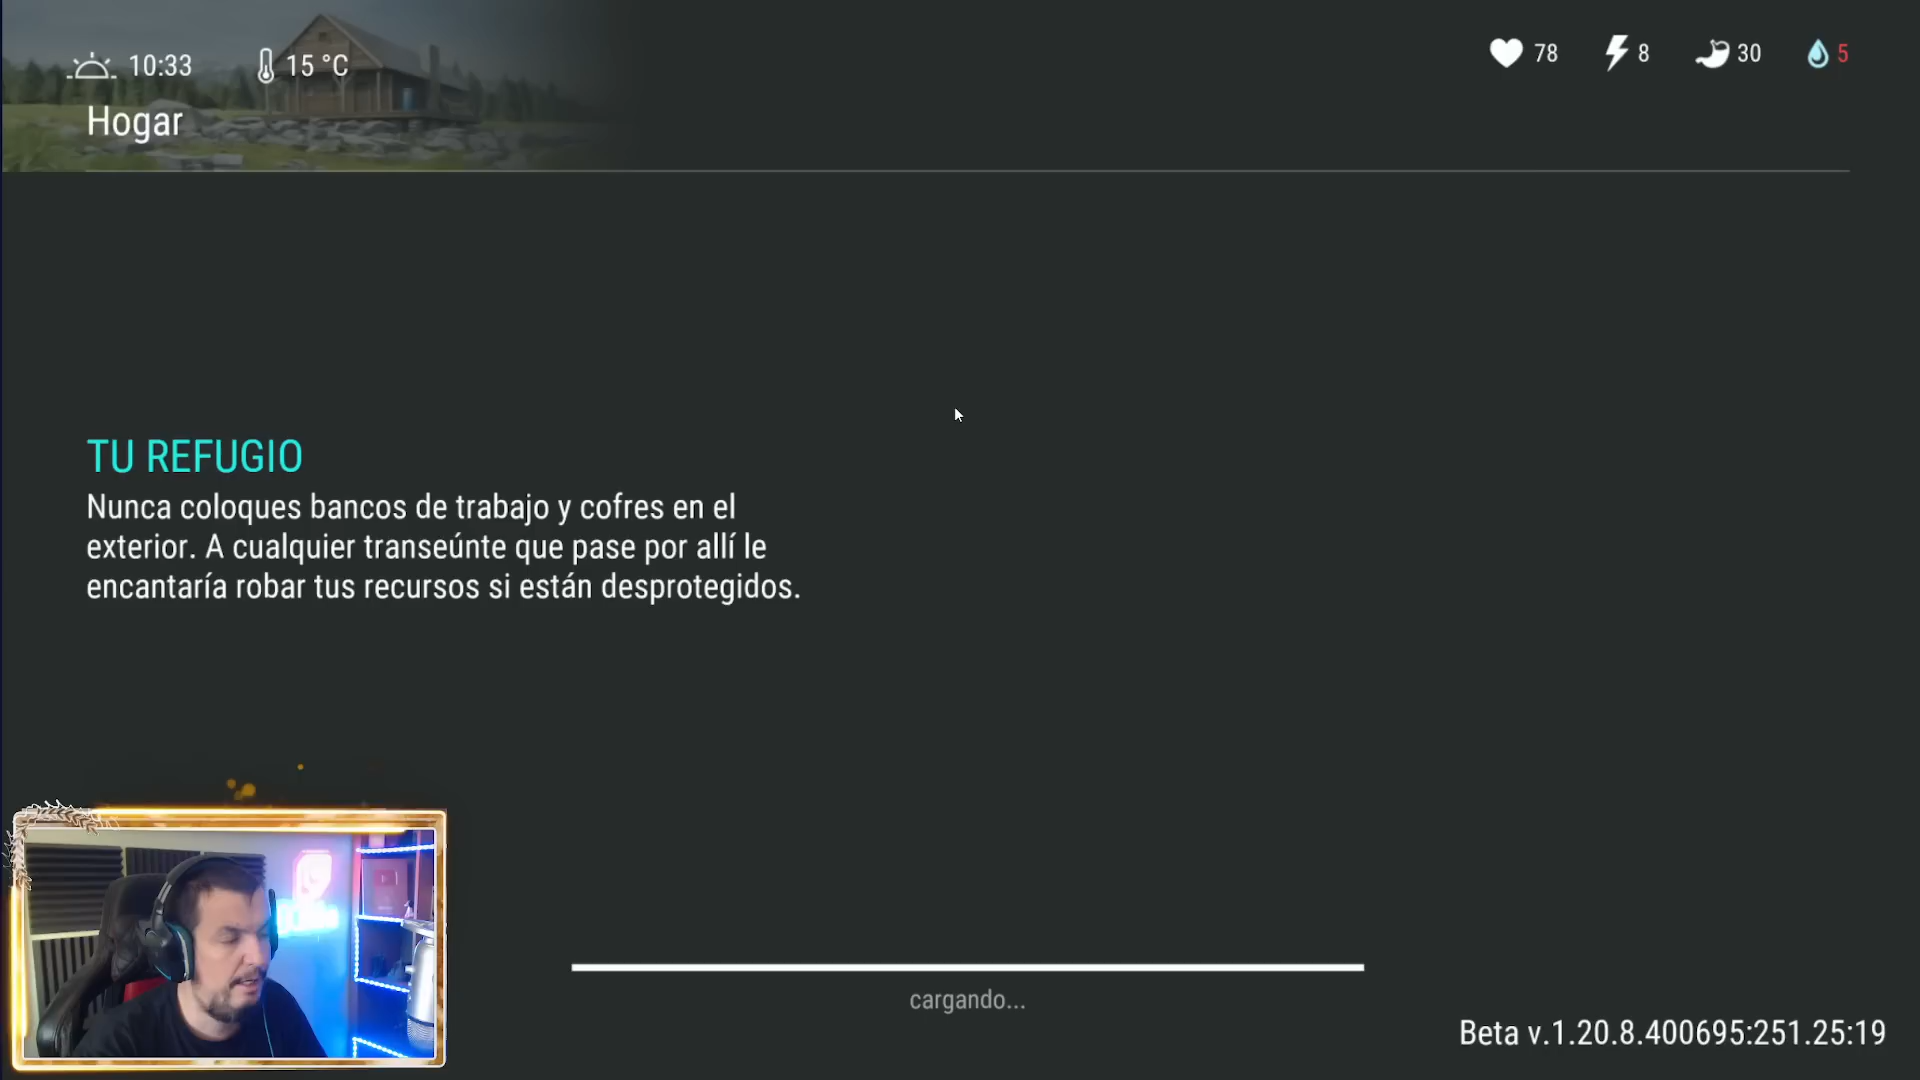 10:33
15 °C
78
8
30
5
Hogar
TU REFUGIO
Nunca coloques bancos de trabajo y cofres en el
exterior. A cualquier transeúnte que pase por allí le
encantaría robar tus recursos si están desprotegidos.
cargando...
Beta v.1.20.8.400695:251.25:19